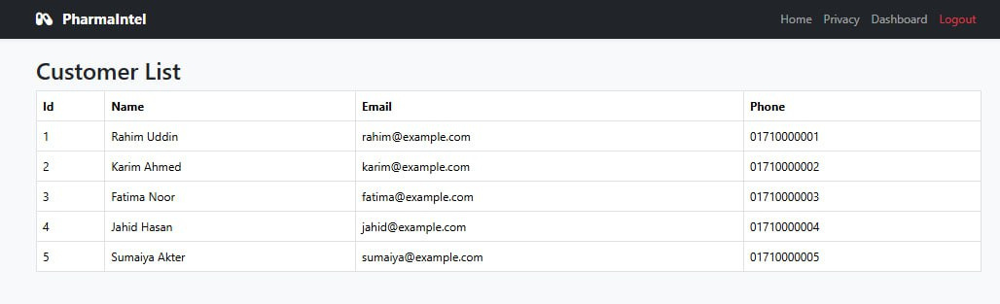 PharmaIntel Home Privacy Dashboard Logout
Customer List
Id Name Email Phone
1 Rahim Uddin rahim@example.com 01710000001
2 Karim Ahmed karim@example.com 01710000002
3 Fatima Noor fatima@example.com 01710000003
4 Jahid Hasan jahid@example.com 01710000004
5 Sumaiya Akter sumaiya@example.com 01710000005